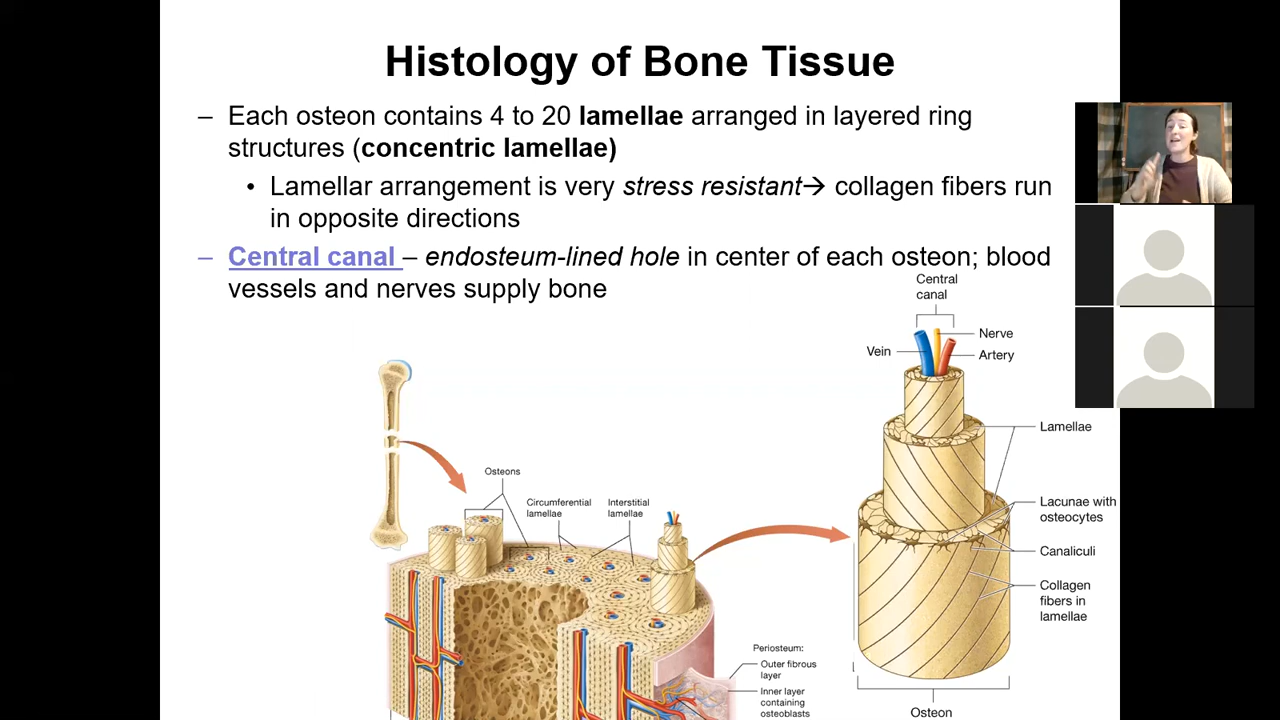 Histology of Bone Tissue
– Each osteon contains 4 to 20 lamellae arranged in layered ring
structures (concentric lamellae)
• Lamellar arrangement is very stress resistant→ collagen fibers run
in opposite directions
– Central canal – endosteum-lined hole in center of each osteon; blood
vessels and nerves supply bone
Central
canal
Nerve
Vein
Artery
Lamellae
Osteons
Circumferential
lamellae
Interstitial
lamellae
Lacunae with
osteocytes
Canaliculi
Collagen
fibers in
lamellae
Periosteum:
Outer fibrous
layer
Inner layer
containing
osteoblasts
Osteon